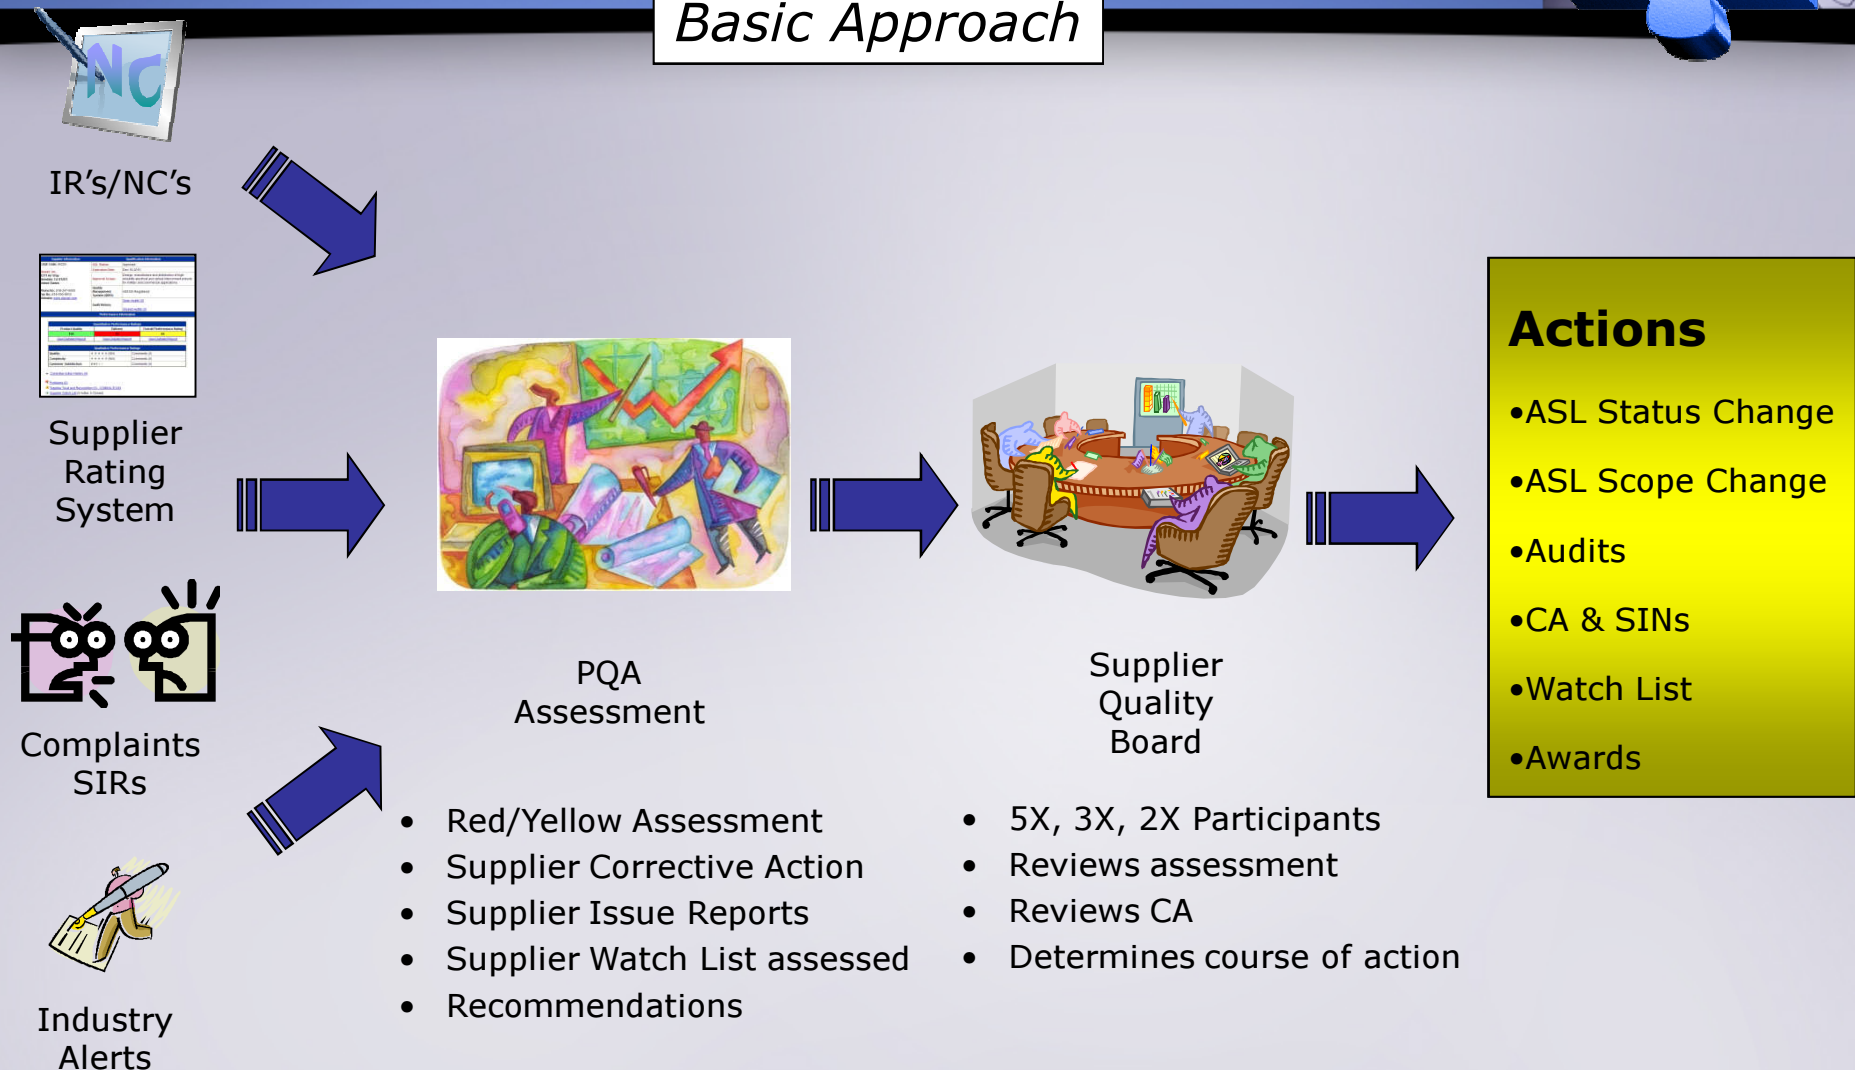 Basic Approach
NC
IR’s/NC’s
Supplier
Rating
System
Complaints
SIRs
Industry
Alerts
PQA
Assessment
• Red/Yellow Assessment
• Supplier Corrective Action
• Supplier Issue Reports
• Supplier Watch List assessed
• Recommendations
Supplier
Quality
Board
• 5X, 3X, 2X Participants
• Reviews assessment
• Reviews CA
• Determines course of action
Actions
•ASL Status Change
•ASL Scope Change
•Audits
•CA & SINs
•Watch List
•Awards